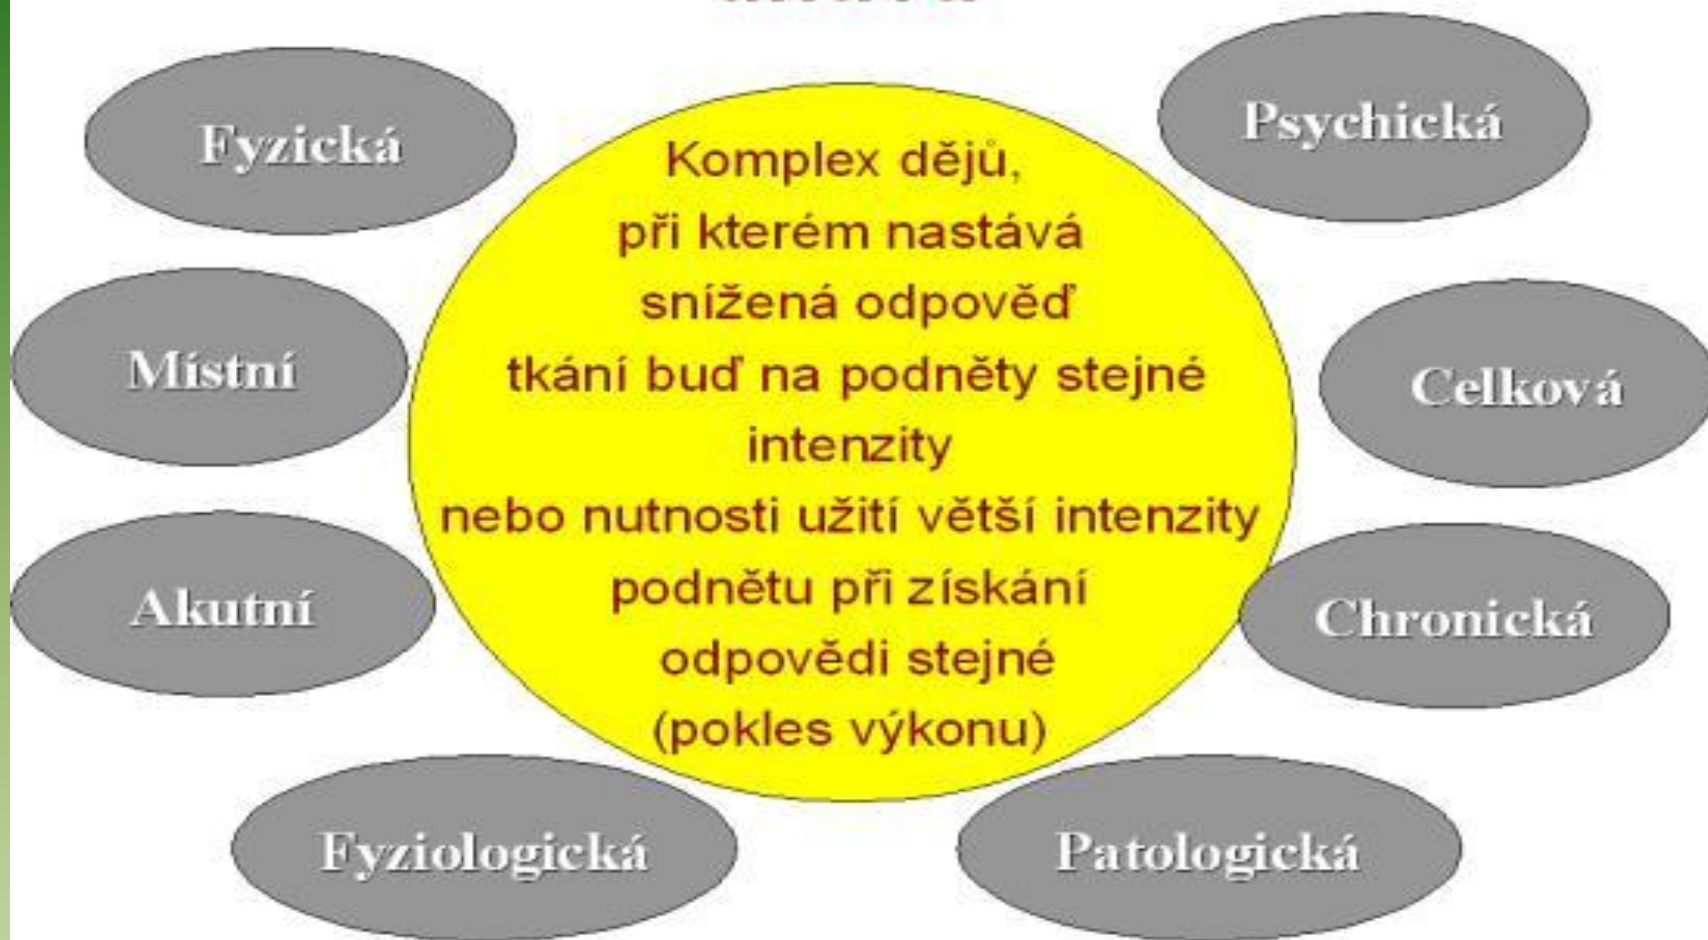 Fyzická
Psychická
Komplex dějů,
při kterém nastává
snížená odpověď
tkání buď na podněty stejné
intenzity
nebo nutnosti užití větší intenzity
podnětu při získání
odpovědi stejné
(pokles výkonu)
Místní
Celková
Akutní
Chronická
Fyziologická
Patologická